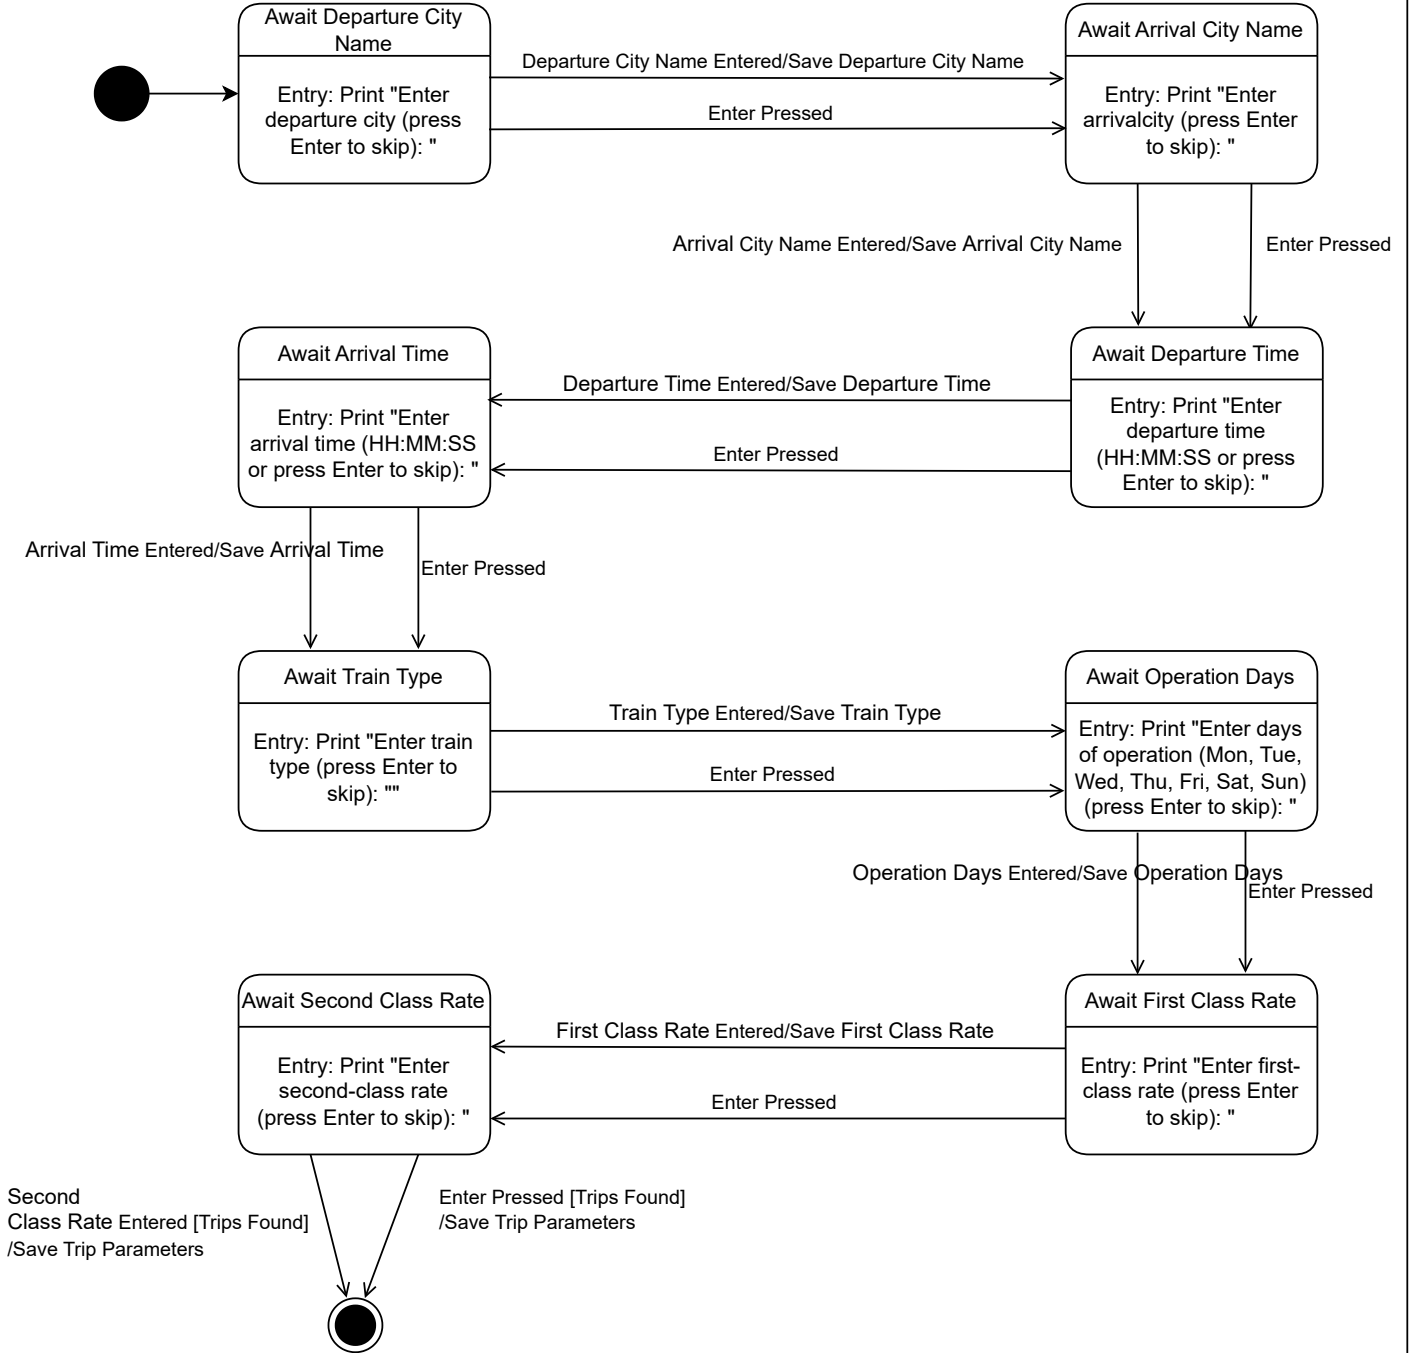 Await Departure City
Name
Entry: Print "Enter
departure city (press
Enter to skip): "
Departure City Name Entered/Save Departure City Name
Enter Pressed
Await Arrival City Name
Entry: Print "Enter
arrivalcity (press Enter
to skip): "
Arrival City Name Entered/Save Arrival City Name
Enter Pressed
Await Arrival Time
Entry: Print "Enter
arrival time (HH:MM:SS
or press Enter to skip): "
Departure Time Entered/Save Departure Time
Enter Pressed
Await Departure Time
Entry: Print "Enter
departure time
(HH:MM:SS or press
Enter to skip): "
Arrival Time Entered/Save Arrival Time
Enter Pressed
Await Train Type
Entry: Print "Enter train
type (press Enter to
skip): ""
Train Type Entered/Save Train Type
Enter Pressed
Await Operation Days
Entry: Print "Enter days
of operation (Mon, Tue,
Wed, Thu, Fri, Sat, Sun)
(press Enter to skip): "
Operation Days Entered/Save Operation Days
Enter Pressed
Await Second Class Rate
Entry: Print "Enter
second-class rate
(press Enter to skip): "
First Class Rate Entered/Save First Class Rate
Enter Pressed
Await First Class Rate
Entry: Print "Enter first-
class rate (press Enter
to skip): "
Second
Class Rate Entered [Trips Found]
/Save Trip Parameters
Enter Pressed [Trips Found]
/Save Trip Parameters